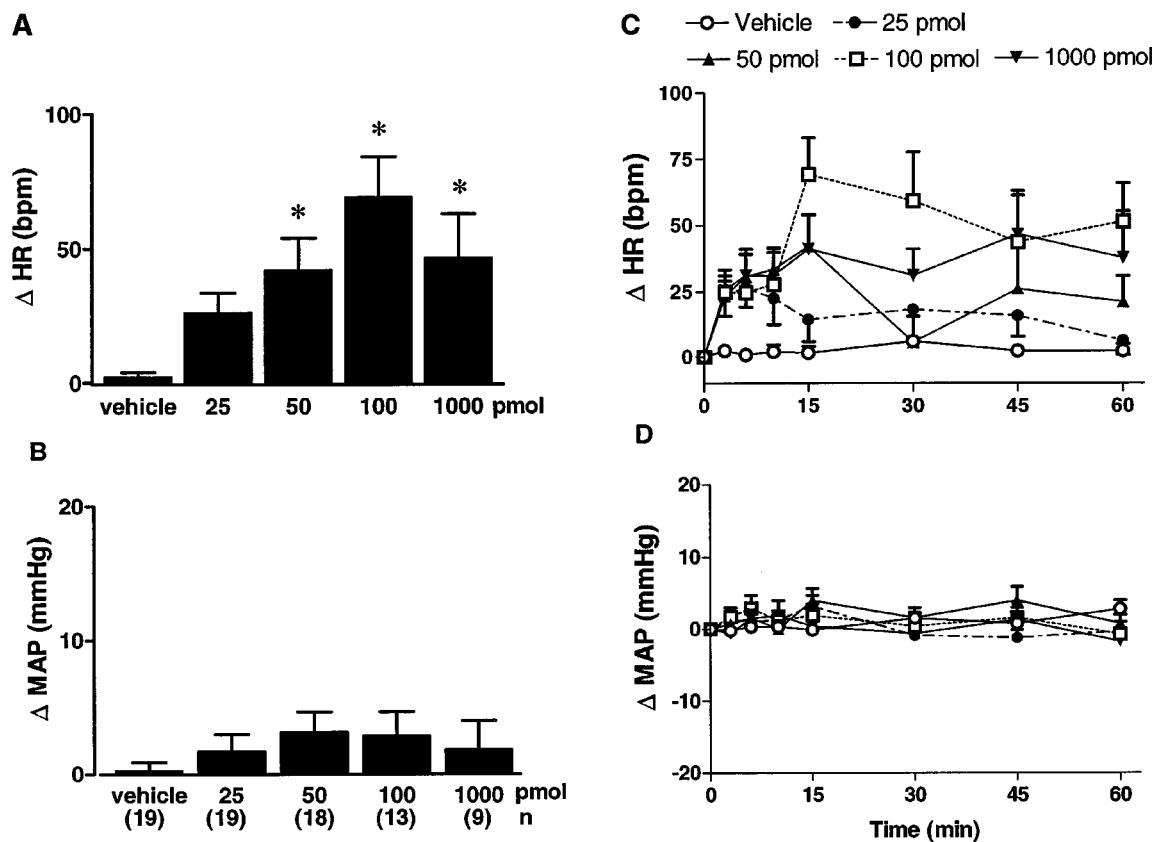 A
100
50
0
Δ HR (bpm)
*
*
*
vehicle 25 50 100 1000 pmol
B
20
10
0
Δ MAP (mmHg)
vehicle 25 50 100 1000 pmol
(19) (19) (18) (13) (9) n
C
Vehicle 25 pmol
50 pmol 100 pmol 1000 pmol
100
75
50
25
0
Δ HR (bpm)
0 15 30 45 60
D
20
10
0
-10
-20
Δ MAP (mmHg)
0 15 30 45 60
Time (min)